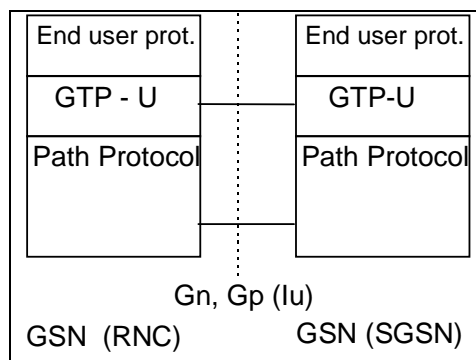 End user prot.
End user prot.
GTP - U
GTP-U
Path Protocol
Path Protocol
Gn, Gp (Iu)
GSN (RNC)
GSN (SGSN)